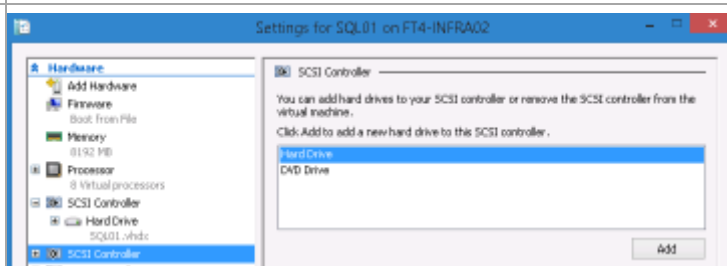 Settings for SQL01 on FT4-INFRA02
Hardware
Add Hardware
Firmware
Boot from File
Memory
8192 MB
Processor
8 Virtual processors
SCSI Controller
Hard Drive
SQL01.vhdx
SCSI Controller
SCSI Controller
You can add hard drives to your SCSI controller or remove the SCSI controller from the
virtual machine.
Click Add to add a new hard drive to this SCSI controller.
Hard Drive
DVD Drive
Add